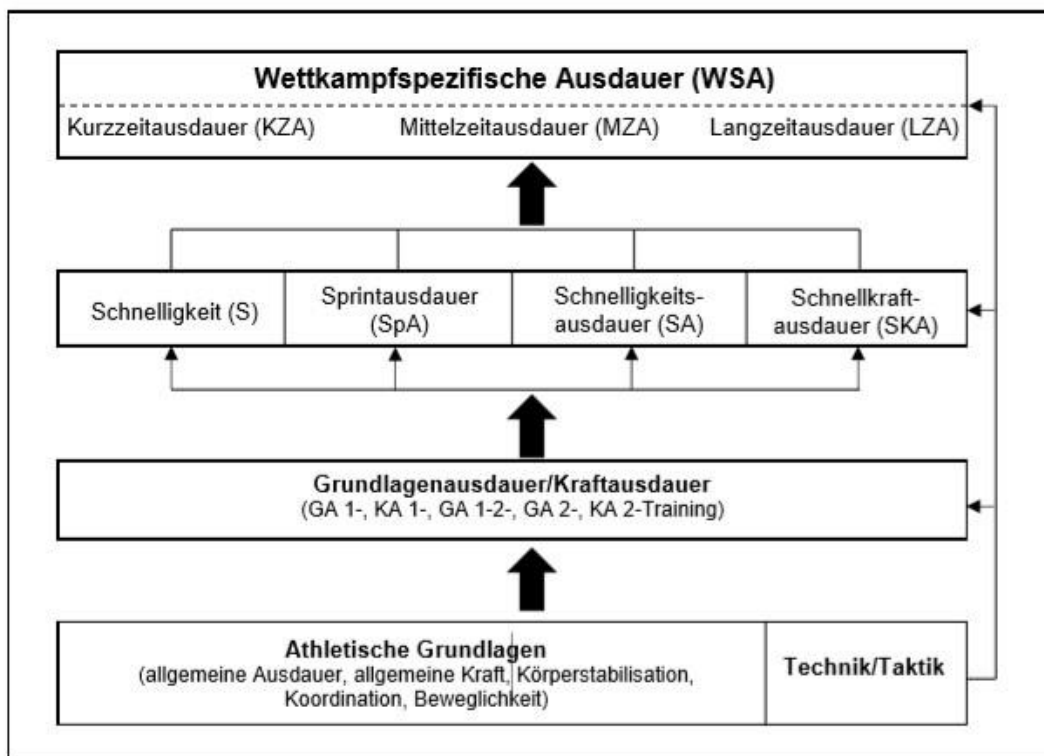 Wettkampfspezifische Ausdauer (WSA)
Kurzzeitausdauer (KZA) Mittelzeitausdauer (MZA) Langzeitausdauer (LZA)
Schnelligkeit (S)
Sprintausdauer
(SpA)
Schnelligkeits-
ausdauer (SA)
Schnellkraft-
ausdauer (SKA)
Grundlagenausdauer/Kraftausdauer
(GA 1-, KA 1-, GA 1-2-, GA 2-, KA 2-Training)
Athletische Grundlagen
(allgemeine Ausdauer, allgemeine Kraft, Körperstabilisation,
Koordination, Beweglichkeit)
Technik/Taktik